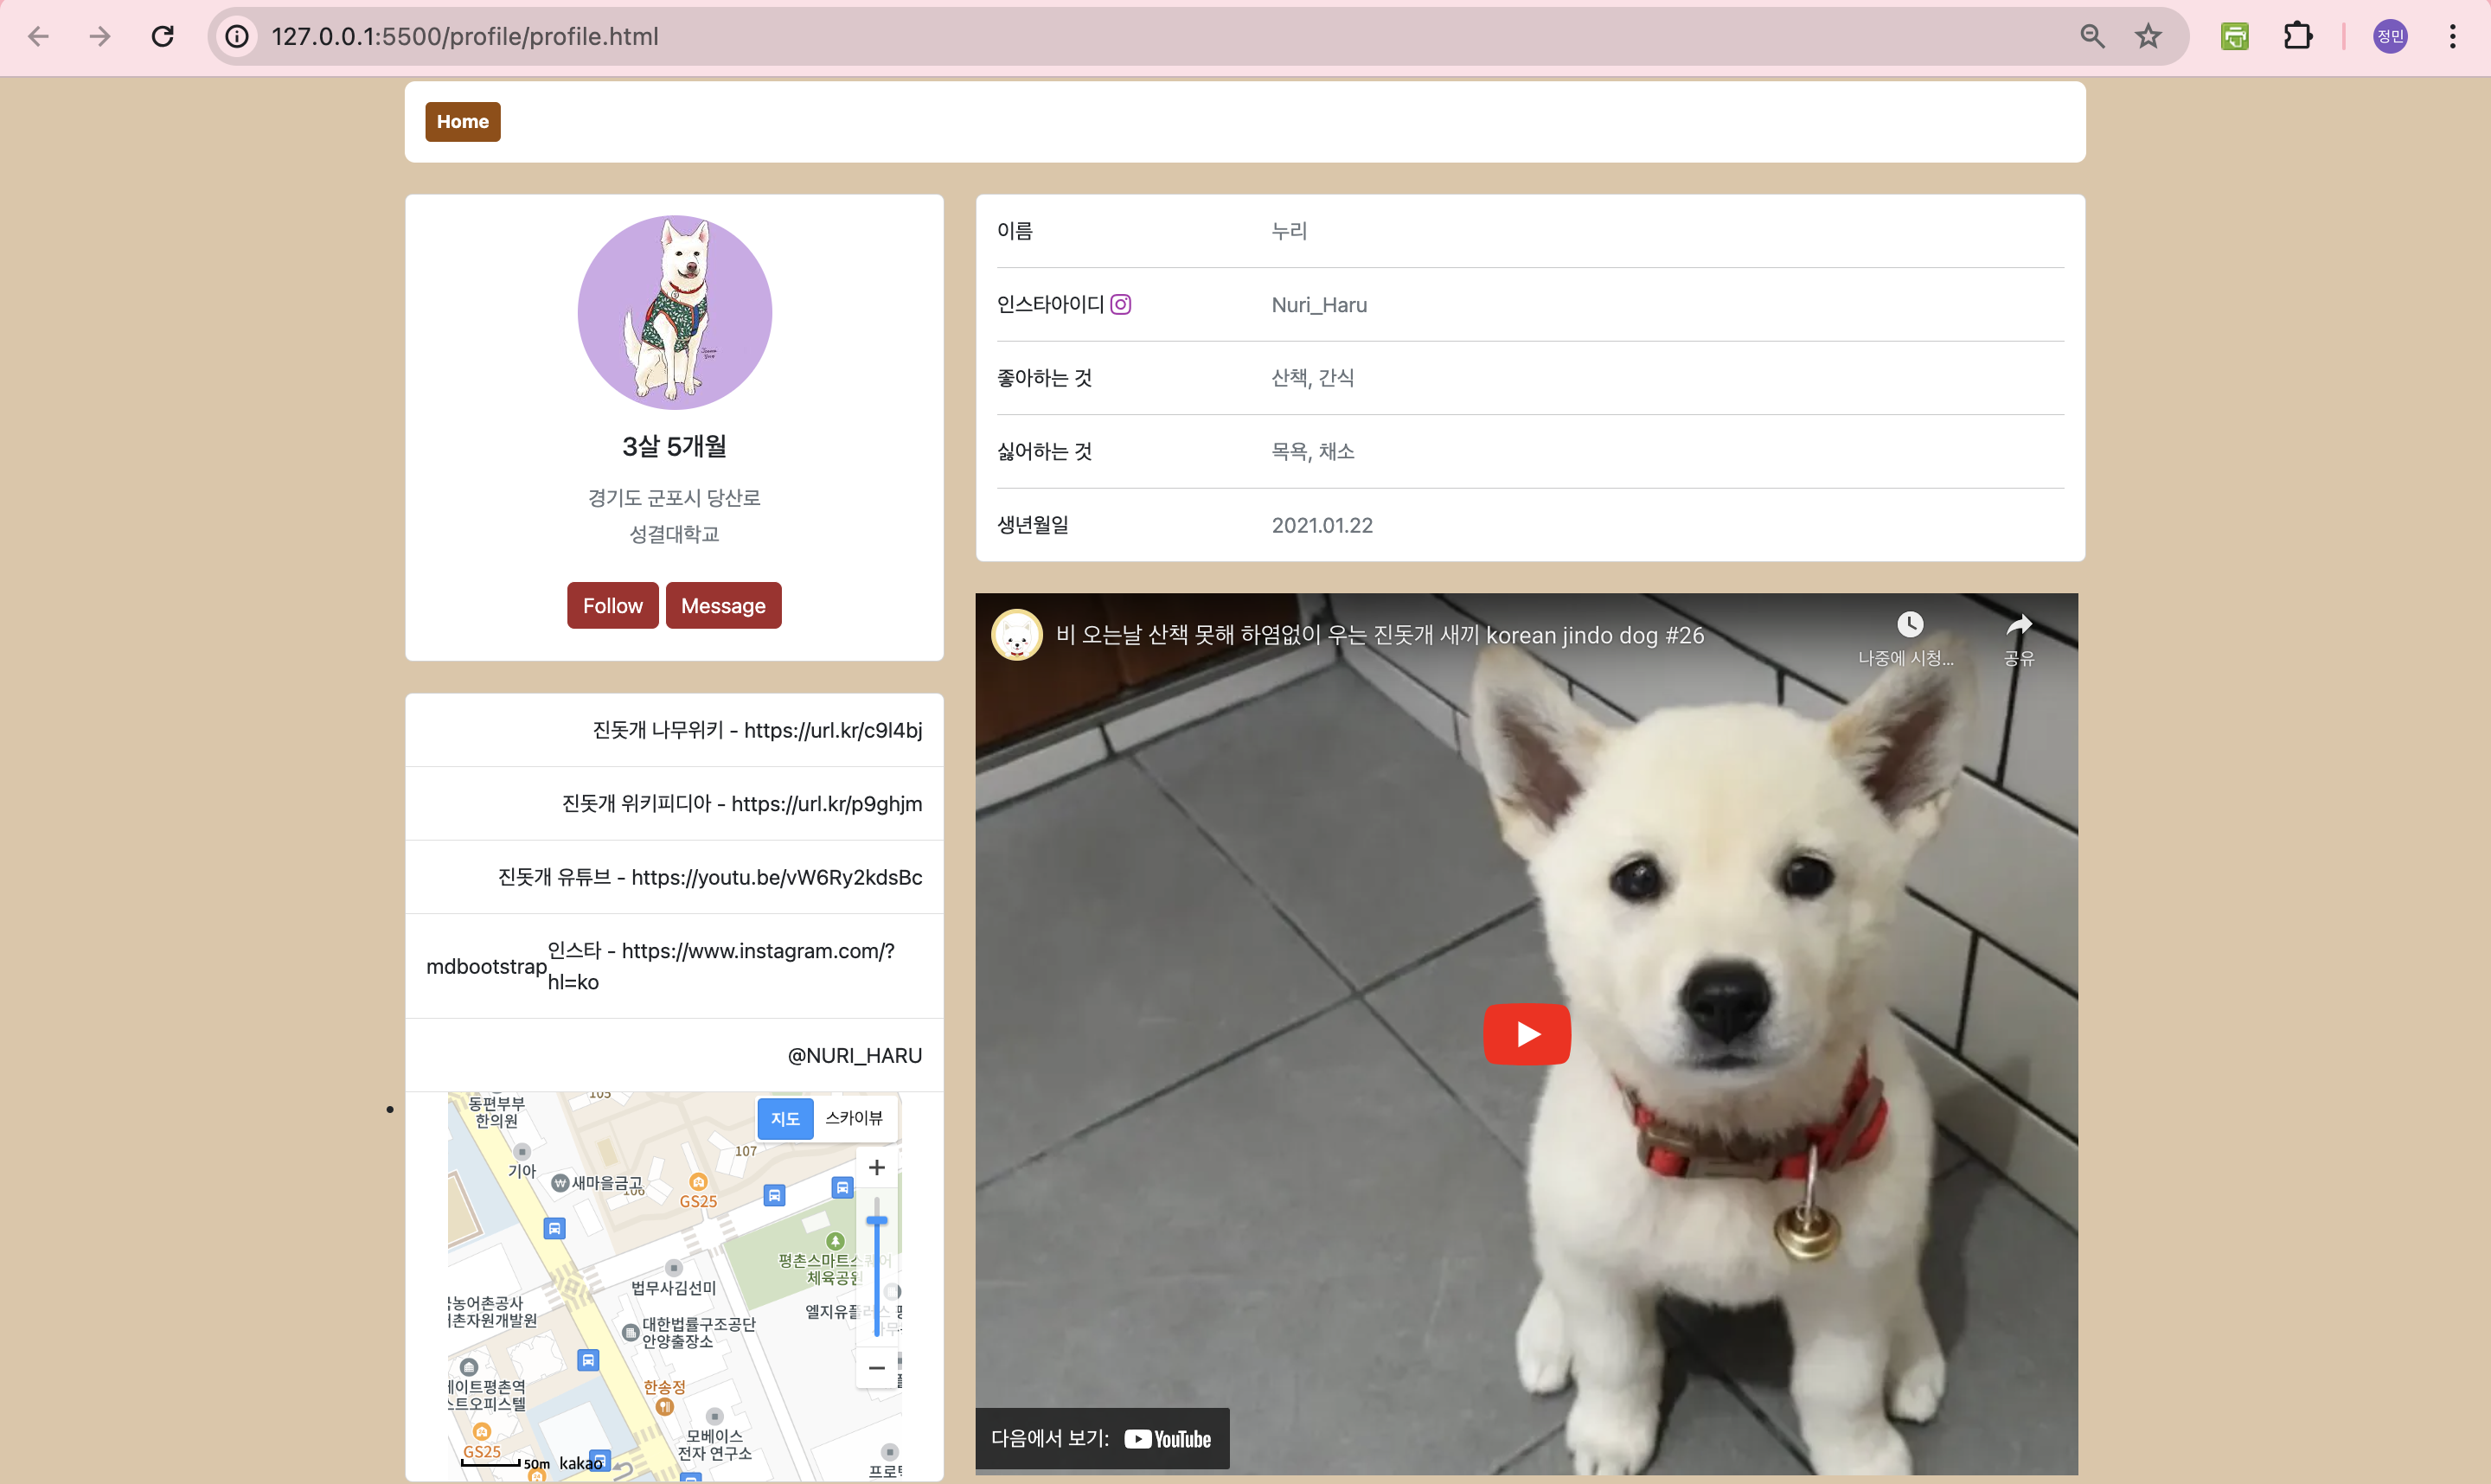 127.0.0.1:5500/profile/profile.html
정민
Home
3살 5개월
경기도 군포시 당산로
성결대학교
Follow
Message
이름
누리
인스타아이디
Nuri_Haru
좋아하는 것
산책, 간식
싫어하는 것
목욕, 채소
생년월일
2021.01.22
진돗개 나무위키 - https://url.kr/c9l4bj
진돗개 위키피디아 - https://url.kr/p9ghjm
진돗개 유튜브 - https://youtu.be/vW6Ry2kdsBc
mdbootstrap
인스타 - https://www.instagram.com/?
hl=ko
@NURI_HARU
동편부부
한의원
105
지도
스카이뷰
107
기아
새마을금고
106
GS25
평촌스마트스퀘어
체육공원
법무사김선미
농어촌공사
촌자원개발원
엘지유플러스
대한법률구조공단
안양출장소
이트평촌역
스트오피스텔
한송정
GS25
모베이스
전자 연구소
50m
kakao
비 오는날 산책 못해 하염없이 우는 진돗개 새끼 korean jindo dog #26
나중에 시청...
공유
다음에서 보기:
YouTube